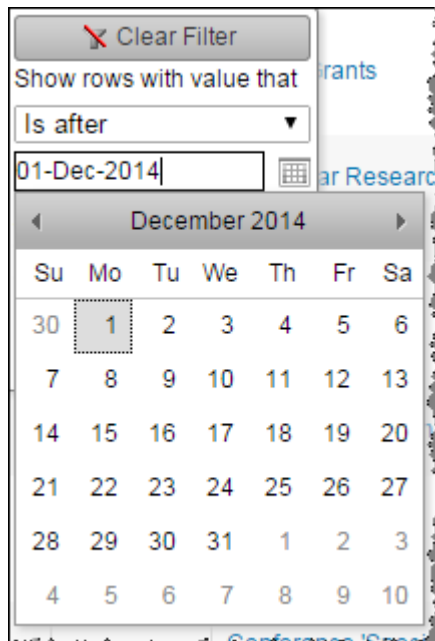 Clear Filter
Show rows with value that
Is after
01-Dec-2014
December 2014
Su Mo Tu We Th Fr Sa
30 1 2 3 4 5 6
7 8 9 10 11 12 13
14 15 16 17 18 19 20
21 22 23 24 25 26 27
28 29 30 31 1 2 3
4 5 6 7 8 9 10
rants
ar Researc